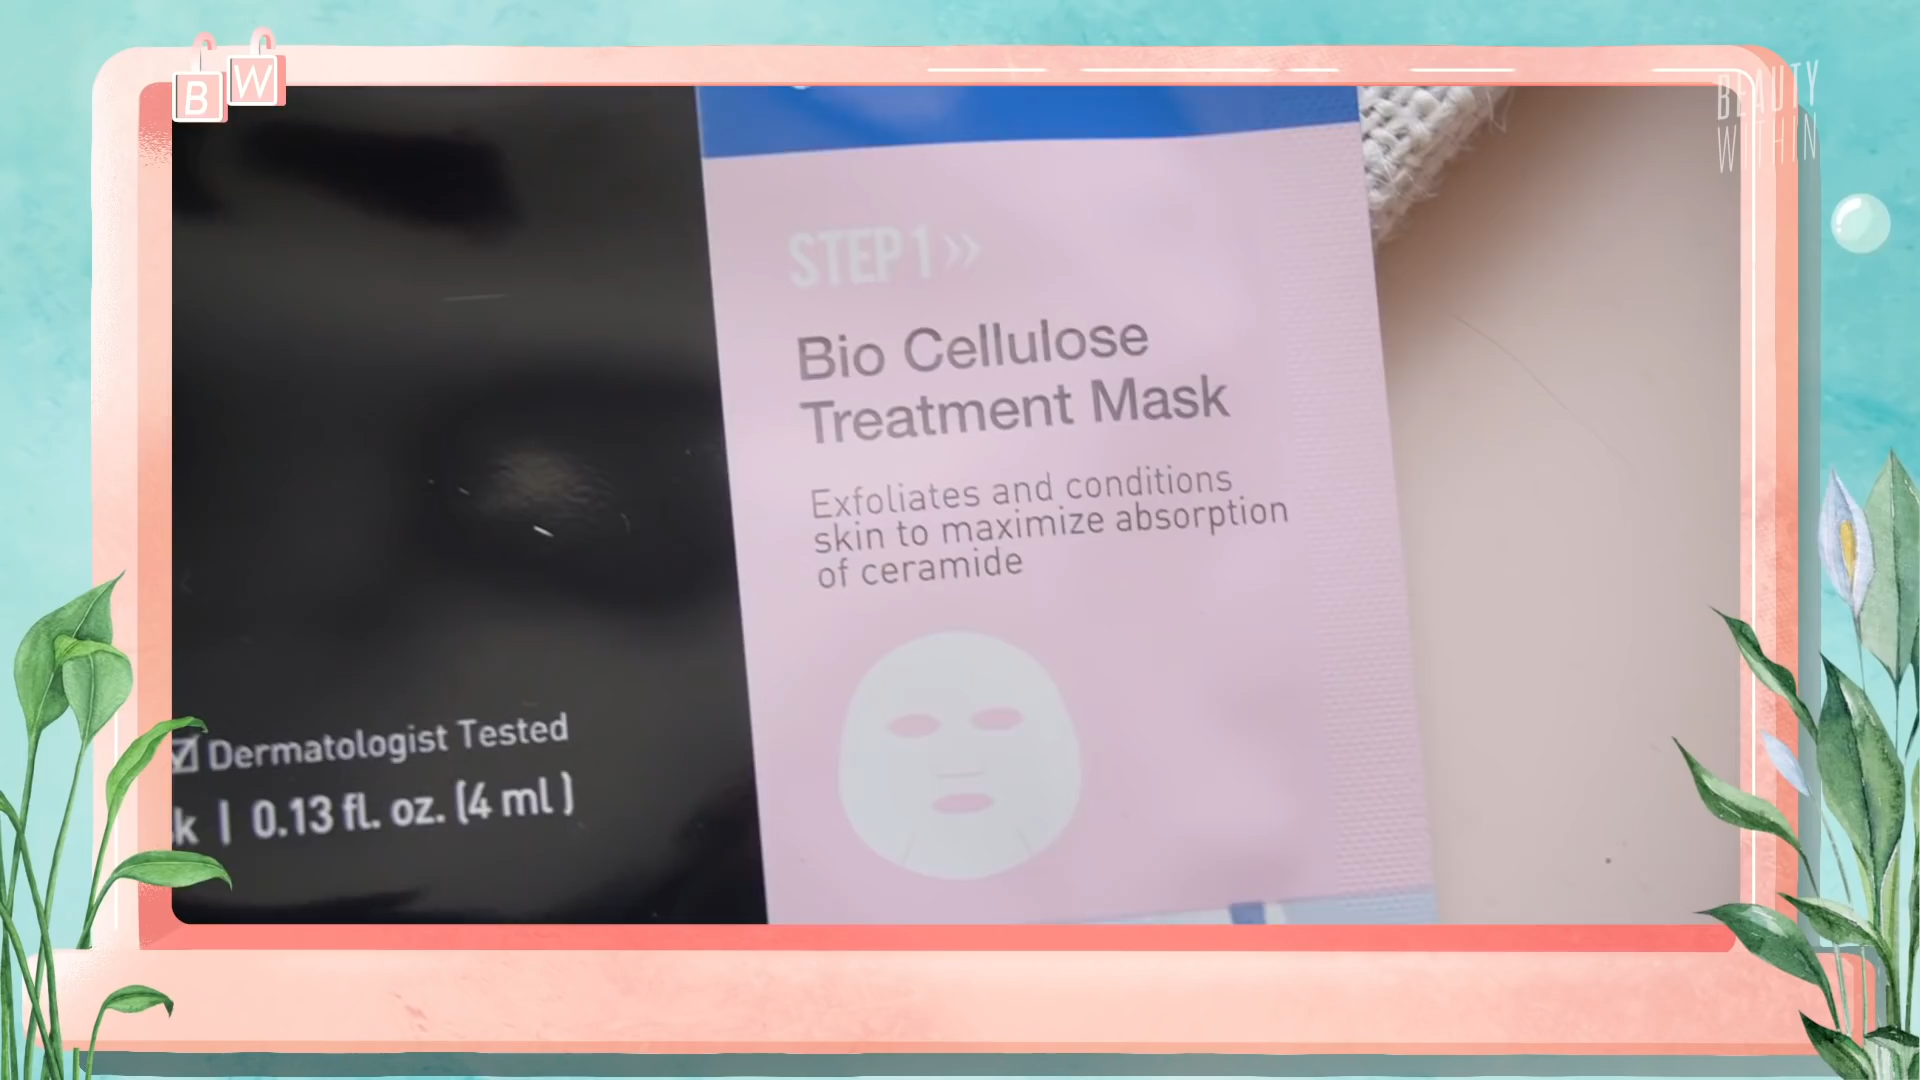 B W
BEAUTY
WITHIN
STEP 1 »
Bio Cellulose
Treatment Mask
Exfoliates and conditions
skin to maximize absorption
of ceramide
☑ Dermatologist Tested
k | 0.13 fl. oz. (4 ml)